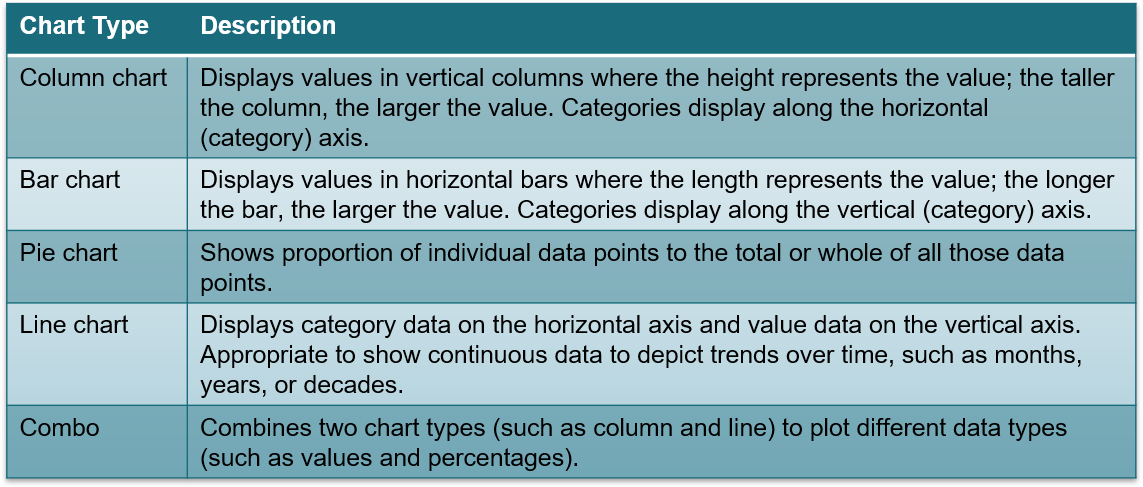 Chart Type Description
Column chart Displays values in vertical columns where the height represents the value; the taller
the column, the larger the value. Categories display along the horizontal
(category) axis.
Bar chart Displays values in horizontal bars where the length represents the value; the longer
the bar, the larger the value. Categories display along the vertical (category) axis.
Pie chart Shows proportion of individual data points to the total or whole of all those data
points.
Line chart Displays category data on the horizontal axis and value data on the vertical axis.
Appropriate to show continuous data to depict trends over time, such as months,
years, or decades.
Combo Combines two chart types (such as column and line) to plot different data types
(such as values and percentages).